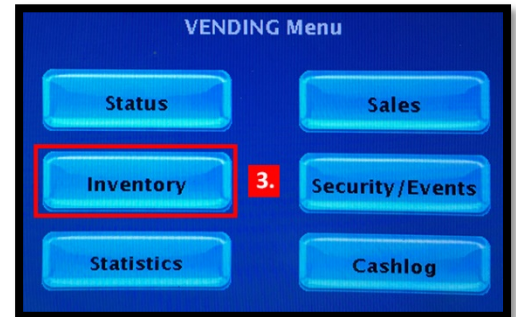 VENDING Menu
Status
Sales
Inventory
3.
Security/Events
Statistics
Cashlog